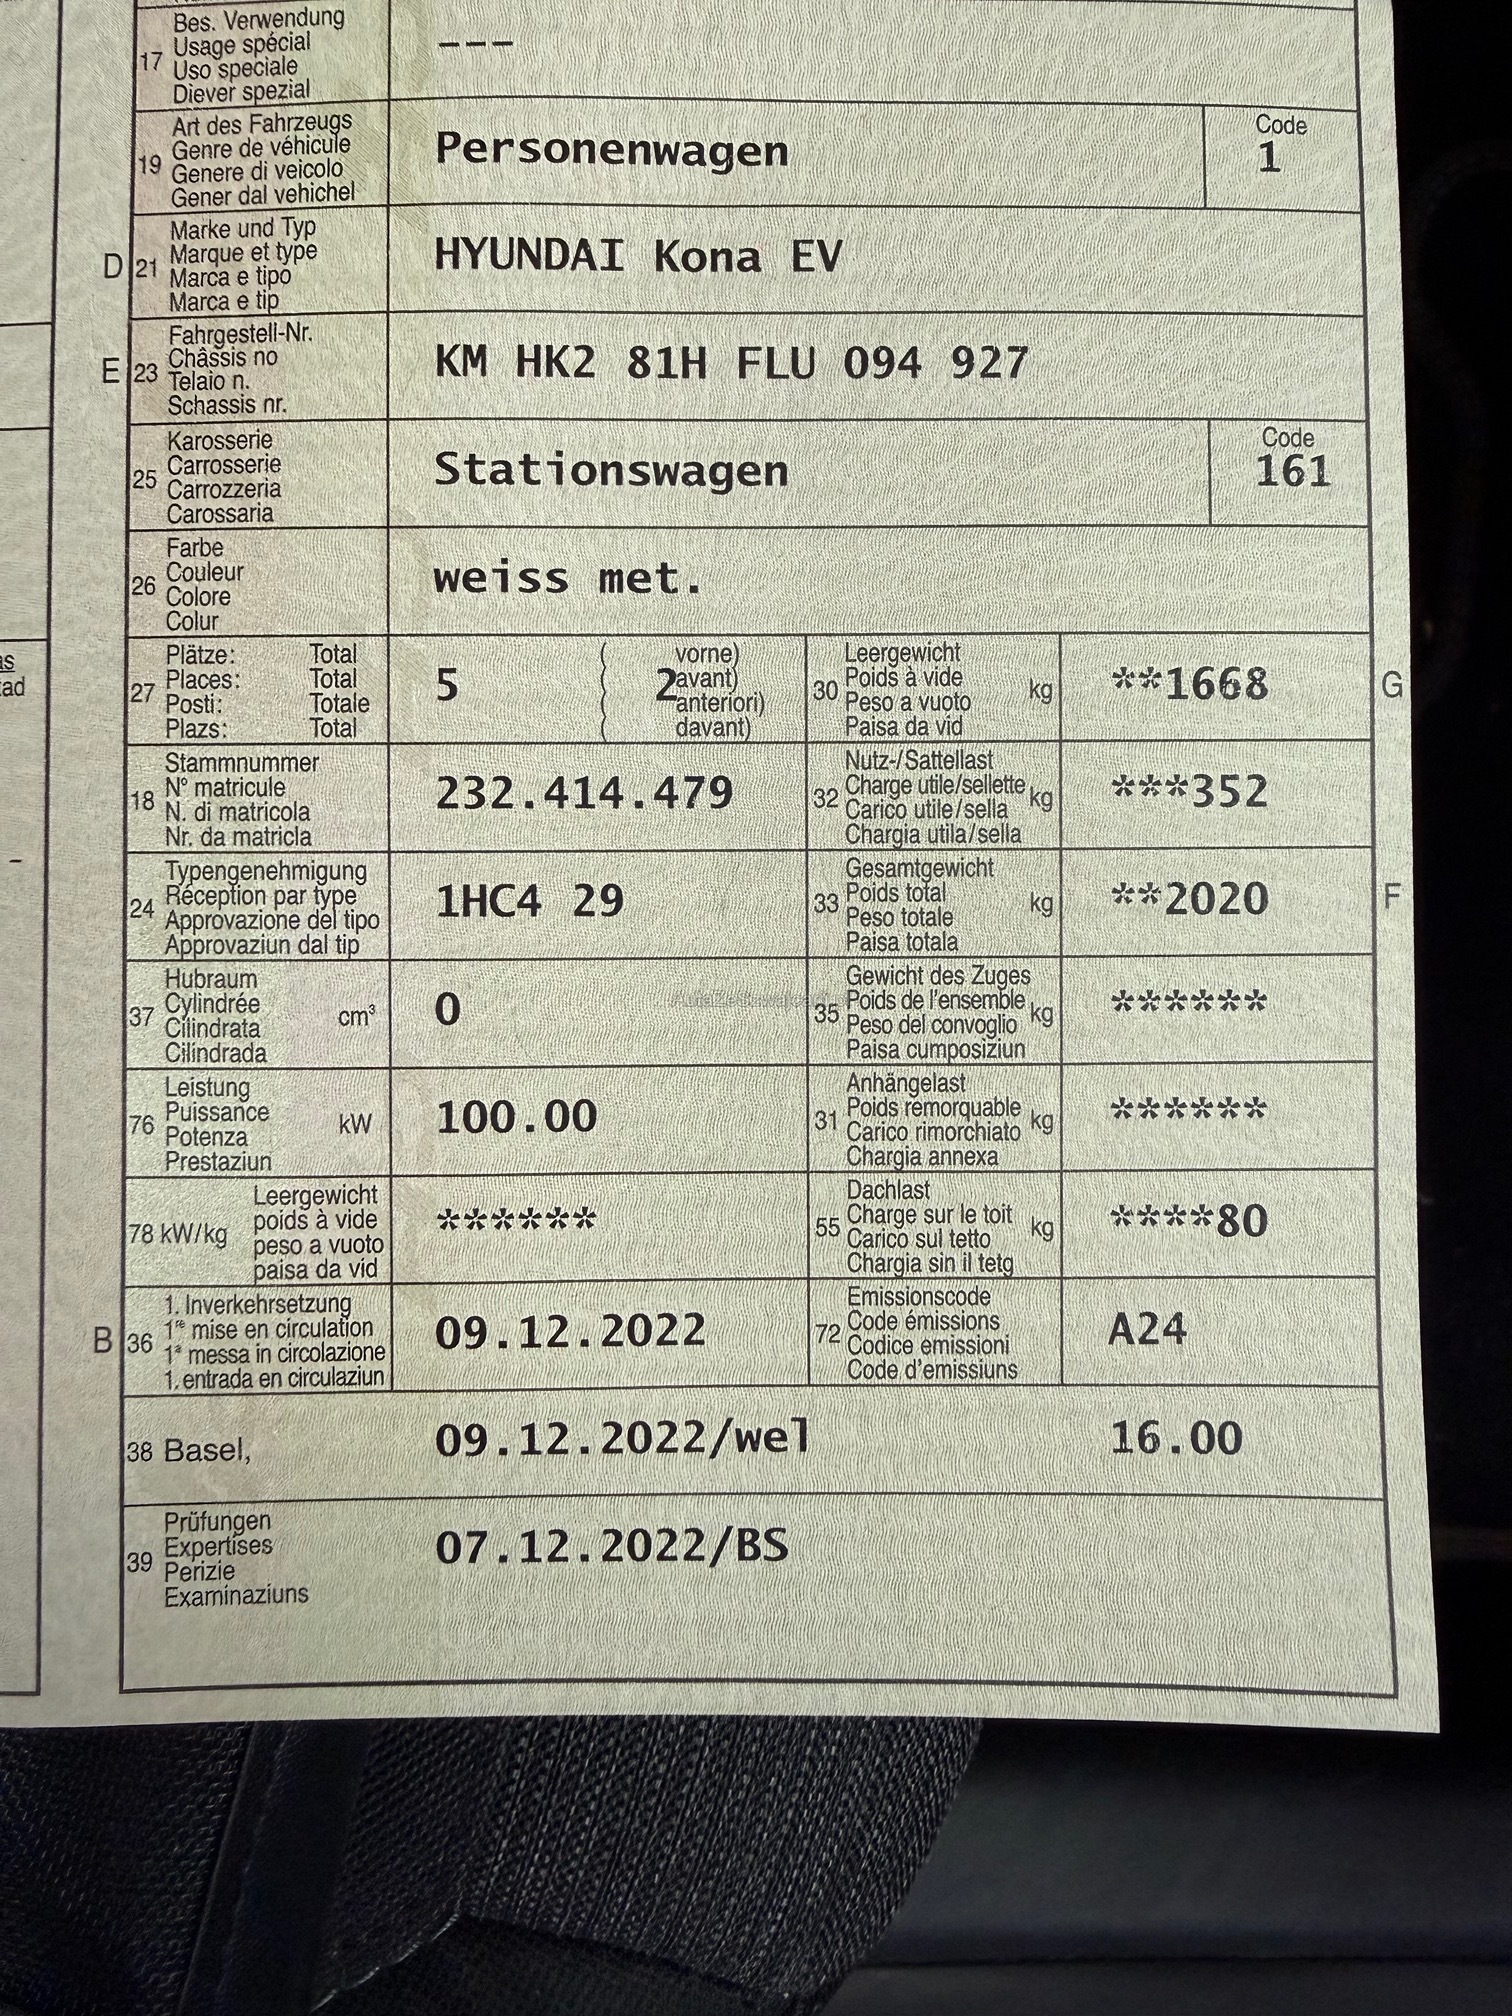 17
Bes. Verwendung
Usage spécial
Uso speciale
Diever spezial
---
19
Art des Fahrzeugs
Genre de véhicule
Genere di veicolo
Gener dal vehichel
Personenwagen
Code
1
D 21
Marke und Typ
Marque et type
Marca e tipo
Marca e tip
HYUNDAI Kona EV
E 23
Fahrgestell-Nr.
Châssis no
Telaio n.
Schassis nr.
KM HK2 81H FLU 094 927
25
Karosserie
Carrosserie
Carrozzeria
Carossaria
Stationswagen
Code
161
26
Farbe
Couleur
Colore
Colur
weiss met.
27
Plätze: Total
Places: Total
Posti: Totale
Plazs: Total
5
2
vorne)
avant)
anteriori)
davant)
30
Leergewicht
Poids à vide
Peso a vuoto
Paisa da vid
kg
**1668
G
18
Stammnummer
N° matricule
N. di matricola
Nr. da matricla
232.414.479
32
Nutz-/Sattellast
Charge utile/sellette
Carico utile/sella
Chargia utila/sella
kg
***352
24
Typengenehmigung
Réception par type
Approvazione del tipo
Approvaziun dal tip
1HC4 29
33
Gesamtgewicht
Poids total
Peso totale
Paisa totala
kg
**2020
F
37
Hubraum
Cylindrée
Cilindrata
Cilindrada
cm³
0
35
Gewicht des Zuges
Poids de l'ensemble
Peso del convoglio
Paisa cumposiziun
kg
******
76
Leistung
Puissance
Potenza
Prestaziun
kW
100.00
31
Anhängelast
Poids remorquable
Carico rimorchiato
Chargia annexa
kg
******
78 kW/kg
Leergewicht
poids à vide
peso a vuoto
paisa da vid
******
55
Dachlast
Charge sur le toit
Carico sul tetto
Chargia sin il tetg
kg
****80
B 36
1. Inverkehrsetzung
1re mise en circulation
1a messa in circolazione
1. entrada en circulaziun
09.12.2022
72
Emissionscode
Code émissions
Codice emissioni
Code d'emissiuns
A24
38 Basel,
09.12.2022/wel
16.00
39
Prüfungen
Expertises
Perizie
Examinaziuns
07.12.2022/BS